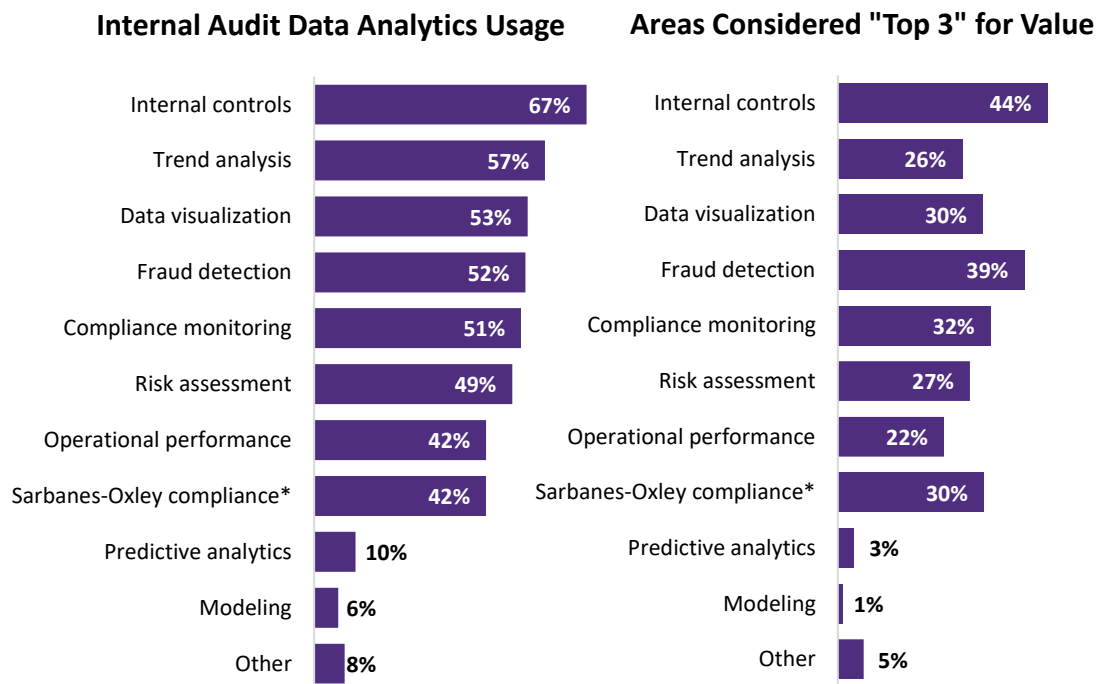 Internal Audit Data Analytics Usage
Internal controls 67%
Trend analysis 57%
Data visualization 53%
Fraud detection 52%
Compliance monitoring 51%
Risk assessment 49%
Operational performance 42%
Sarbanes-Oxley compliance* 42%
Predictive analytics 10%
Modeling 6%
Other 8%
Areas Considered "Top 3" for Value
Internal controls 44%
Trend analysis 26%
Data visualization 30%
Fraud detection 39%
Compliance monitoring 32%
Risk assessment 27%
Operational performance 22%
Sarbanes-Oxley compliance* 30%
Predictive analytics 3%
Modeling 1%
Other 5%